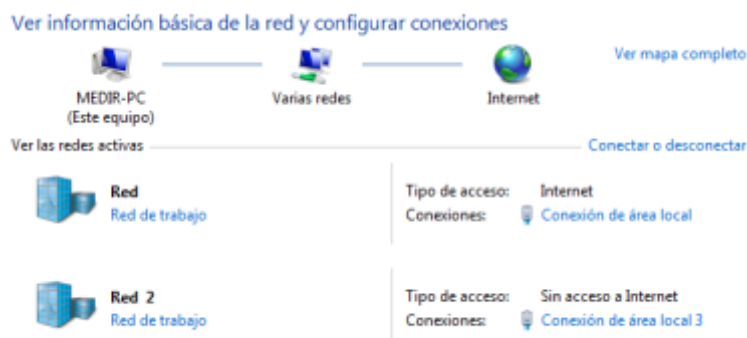 Ver información básica de la red y configurar conexiones
Ver mapa completo
MEDIR-PC
(Este equipo)
Varias redes
Internet
Ver las redes activas
Conectar o desconectar
Red
Red de trabajo
Tipo de acceso: Internet
Conexiones: Conexión de área local
Red 2
Red de trabajo
Tipo de acceso: Sin acceso a Internet
Conexiones: Conexión de área local 3